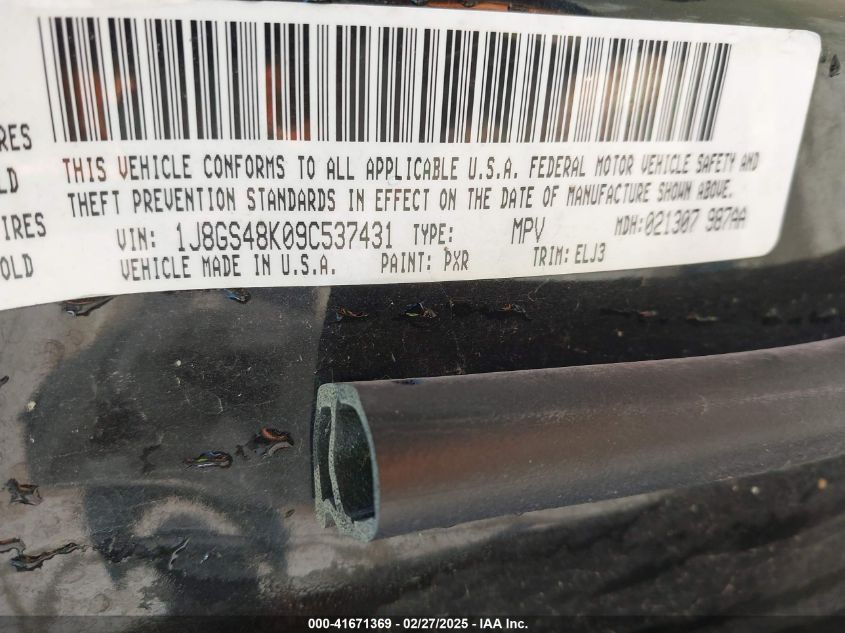 THIS VEHICLE CONFORMS TO ALL APPLICABLE U.S.A. FEDERAL MOTOR VEHICLE SAFETY AND
THEFT PREVENTION STANDARDS IN EFFECT ON THE DATE OF MANUFACTURE SHOWN ABOVE.
VIN: 1J8GS48K09C537431 TYPE: MPV MDH:021307 987AA
VEHICLE MADE IN U.S.A. PAINT: PXR TRIM: ELJ3
IRES
LD
IRES
OLD
000-41671369 | 02/27/2025 - IAA Inc.